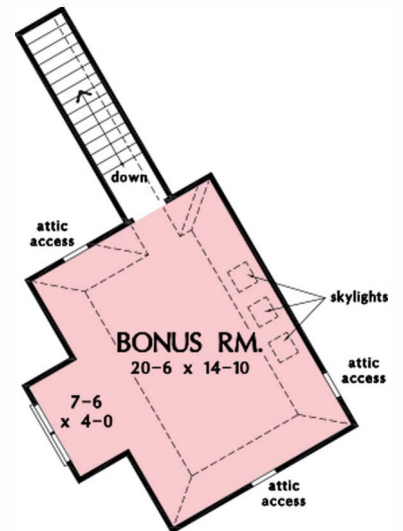 down
attic
access
skylights
BONUS RM.
20-6 x 14-10
attic
access
7-6
x 4-0
attic
access